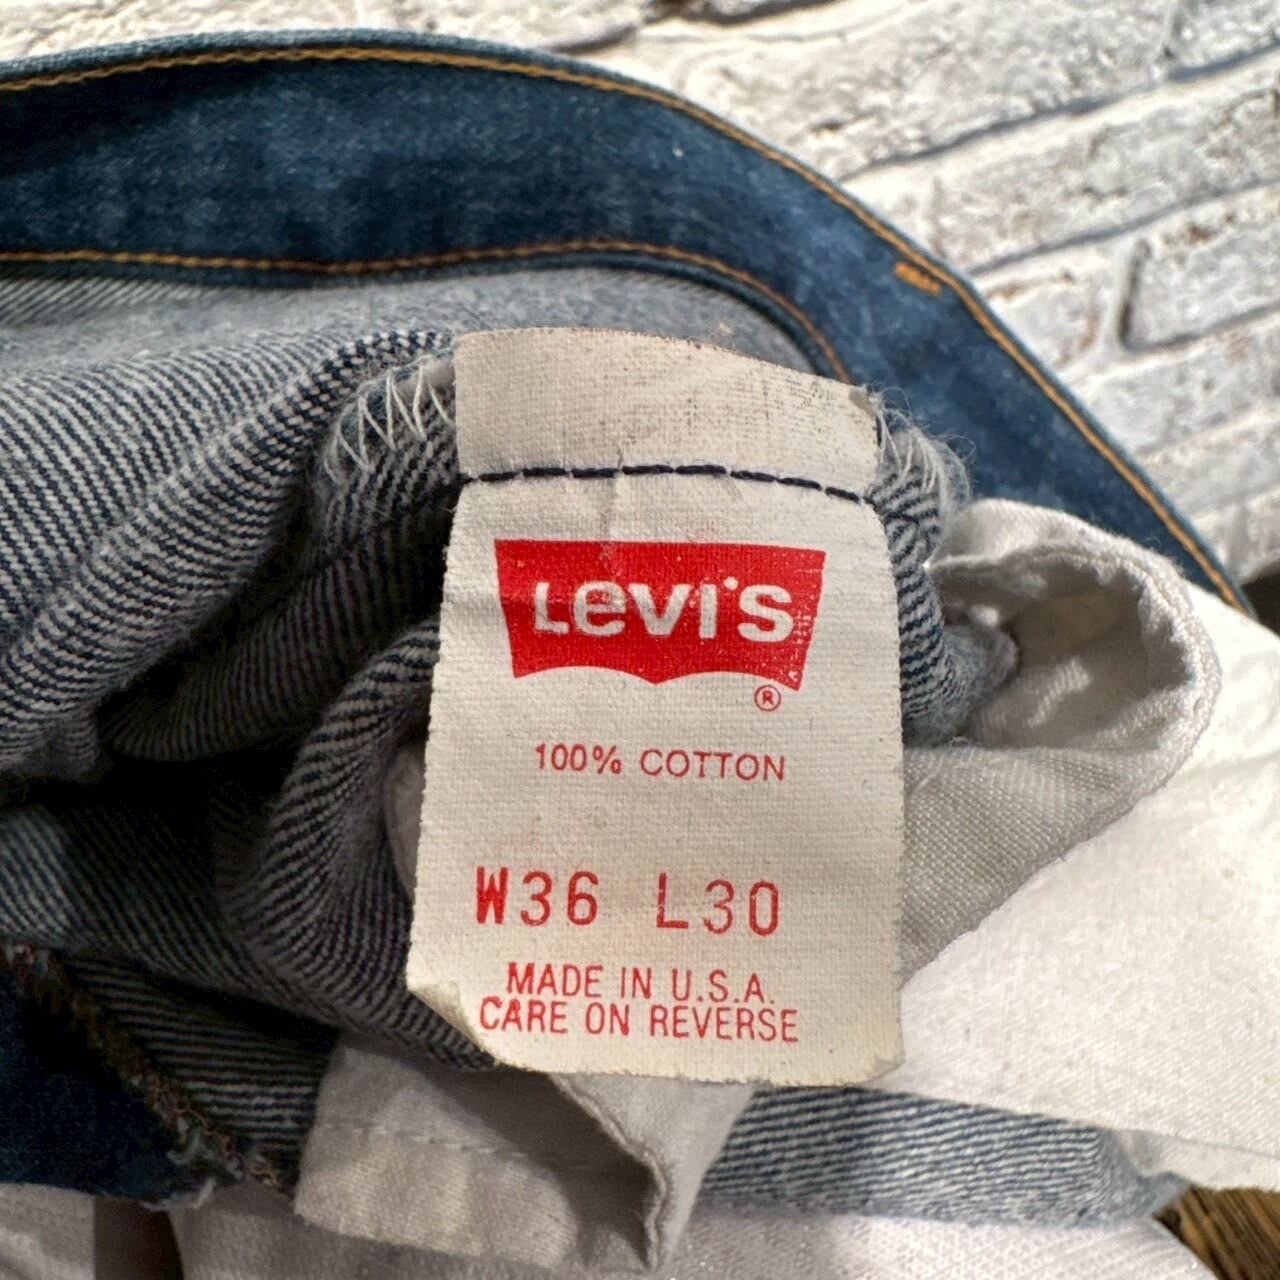 Levi's
®
100% COTTON
W36 L30
MADE IN U.S.A.
CARE ON REVERSE